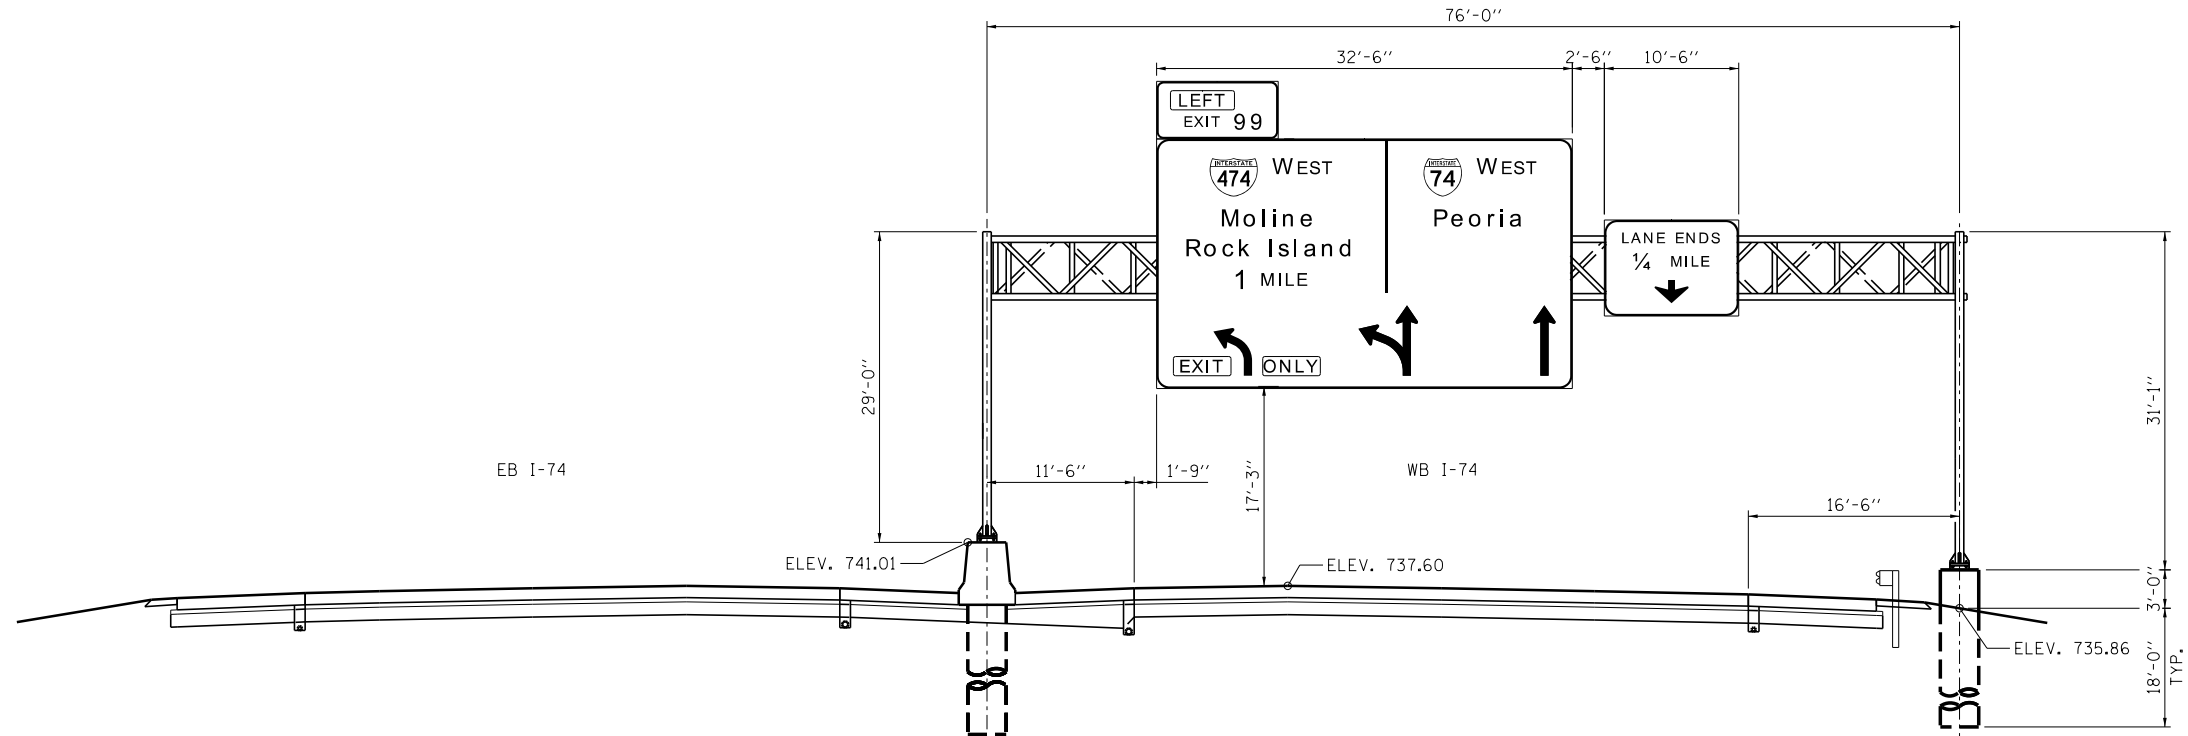 76'-0"
32'-6"
2'-6"
10'-6"
LEFT
EXIT 99
INTERSTATE
474
WEST
Moline
Rock Island
1 MILE
EXIT ONLY
INTERSTATE
74
WEST
Peoria
LANE ENDS
1/4 MILE
29'-0"
31'-1"
EB I-74
11'-6"
1'-9"
17'-3"
WB I-74
16'-6"
ELEV. 741.01
ELEV. 737.60
3'-0"
ELEV. 735.86
18'-0"
TYP.